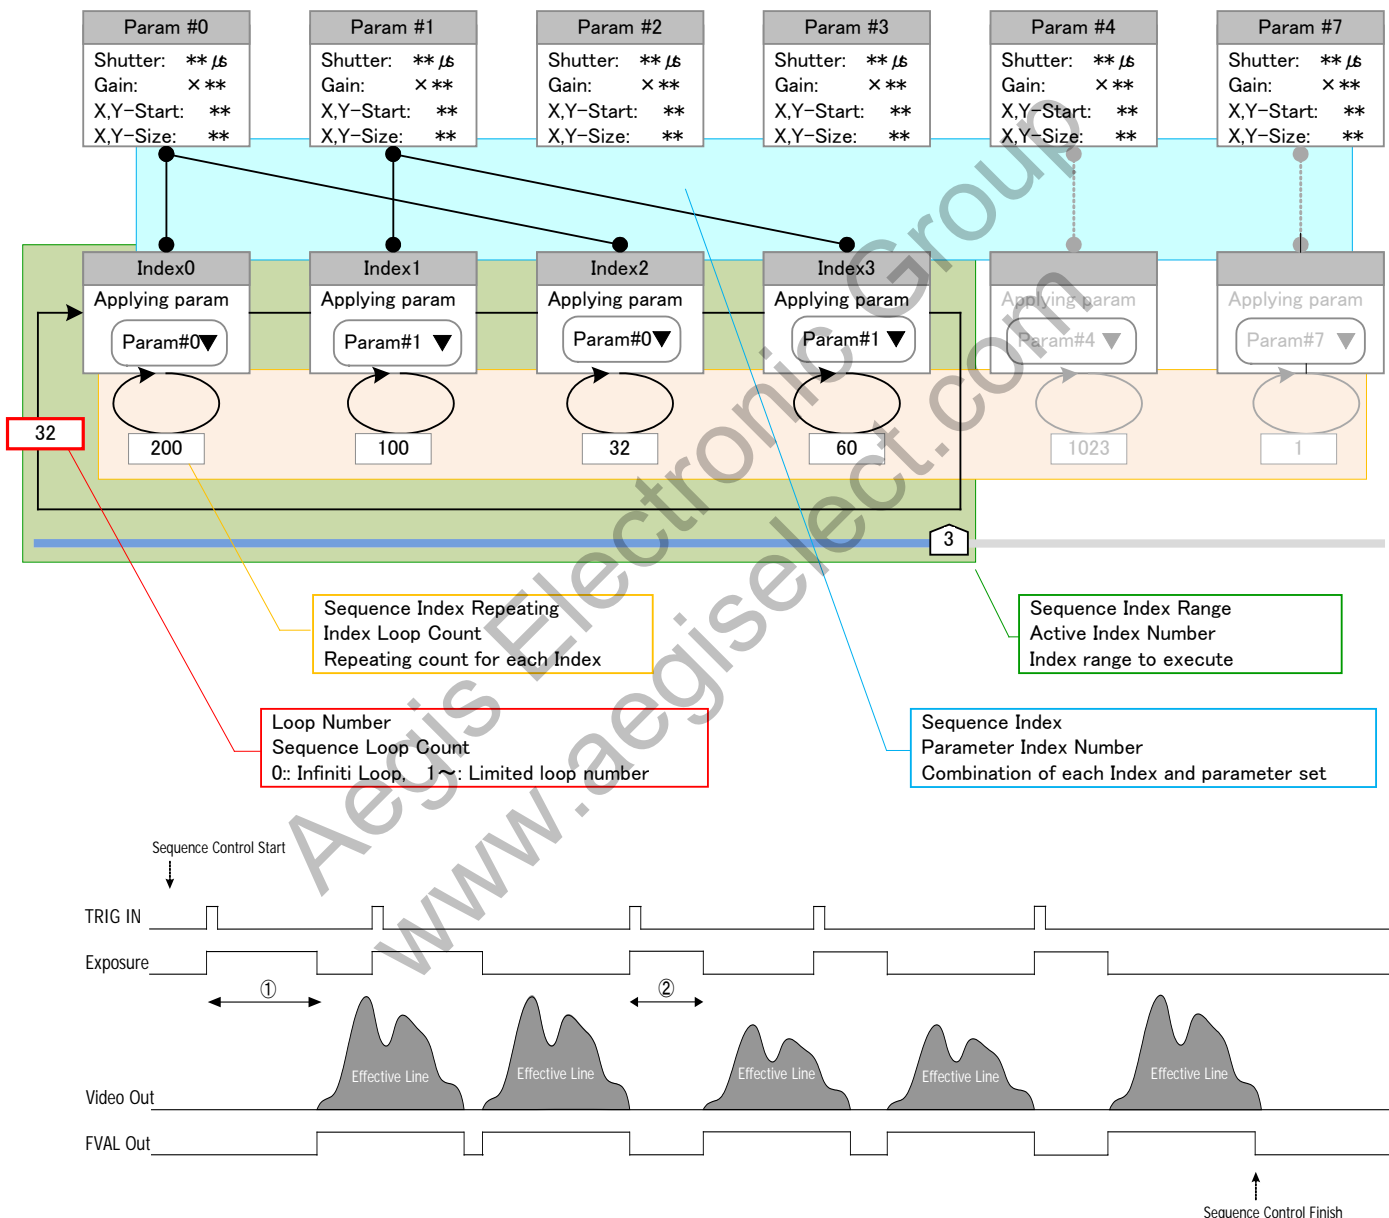 Param #0
Shutter: ** μs
Gain: ×**
X,Y-Start: **
X,Y-Size: **
Param #1
Shutter: ** μs
Gain: ×**
X,Y-Start: **
X,Y-Size: **
Param #2
Shutter: ** μs
Gain: ×**
X,Y-Start: **
X,Y-Size: **
Param #3
Shutter: ** μs
Gain: ×**
X,Y-Start: **
X,Y-Size: **
Param #4
Shutter: ** μs
Gain: ×**
X,Y-Start: **
X,Y-Size: **
Param #7
Shutter: ** μs
Gain: ×**
X,Y-Start: **
X,Y-Size: **
Index0
Applying param
Param#0▼
Index1
Applying param
Param#1 ▼
Index2
Applying param
Param#0▼
Index3
Applying param
Param#1 ▼
Applying param
Param#4 ▼
Applying param
Param#7 ▼
32
200
100
32
60
1023
1
3
Sequence Index Repeating
Index Loop Count
Repeating count for each Index
Sequence Index Range
Active Index Number
Index range to execute
Loop Number
Sequence Loop Count
0:: Infiniti Loop, 1～: Limited loop number
Sequence Index
Parameter Index Number
Combination of each Index and parameter set
Aegis Electronic Group
www.aegiselect.com
Sequence Control Start
TRIG IN
Exposure
①
②
Effective Line
Effective Line
Effective Line
Effective Line
Effective Line
Video Out
FVAL Out
Sequence Control Finish